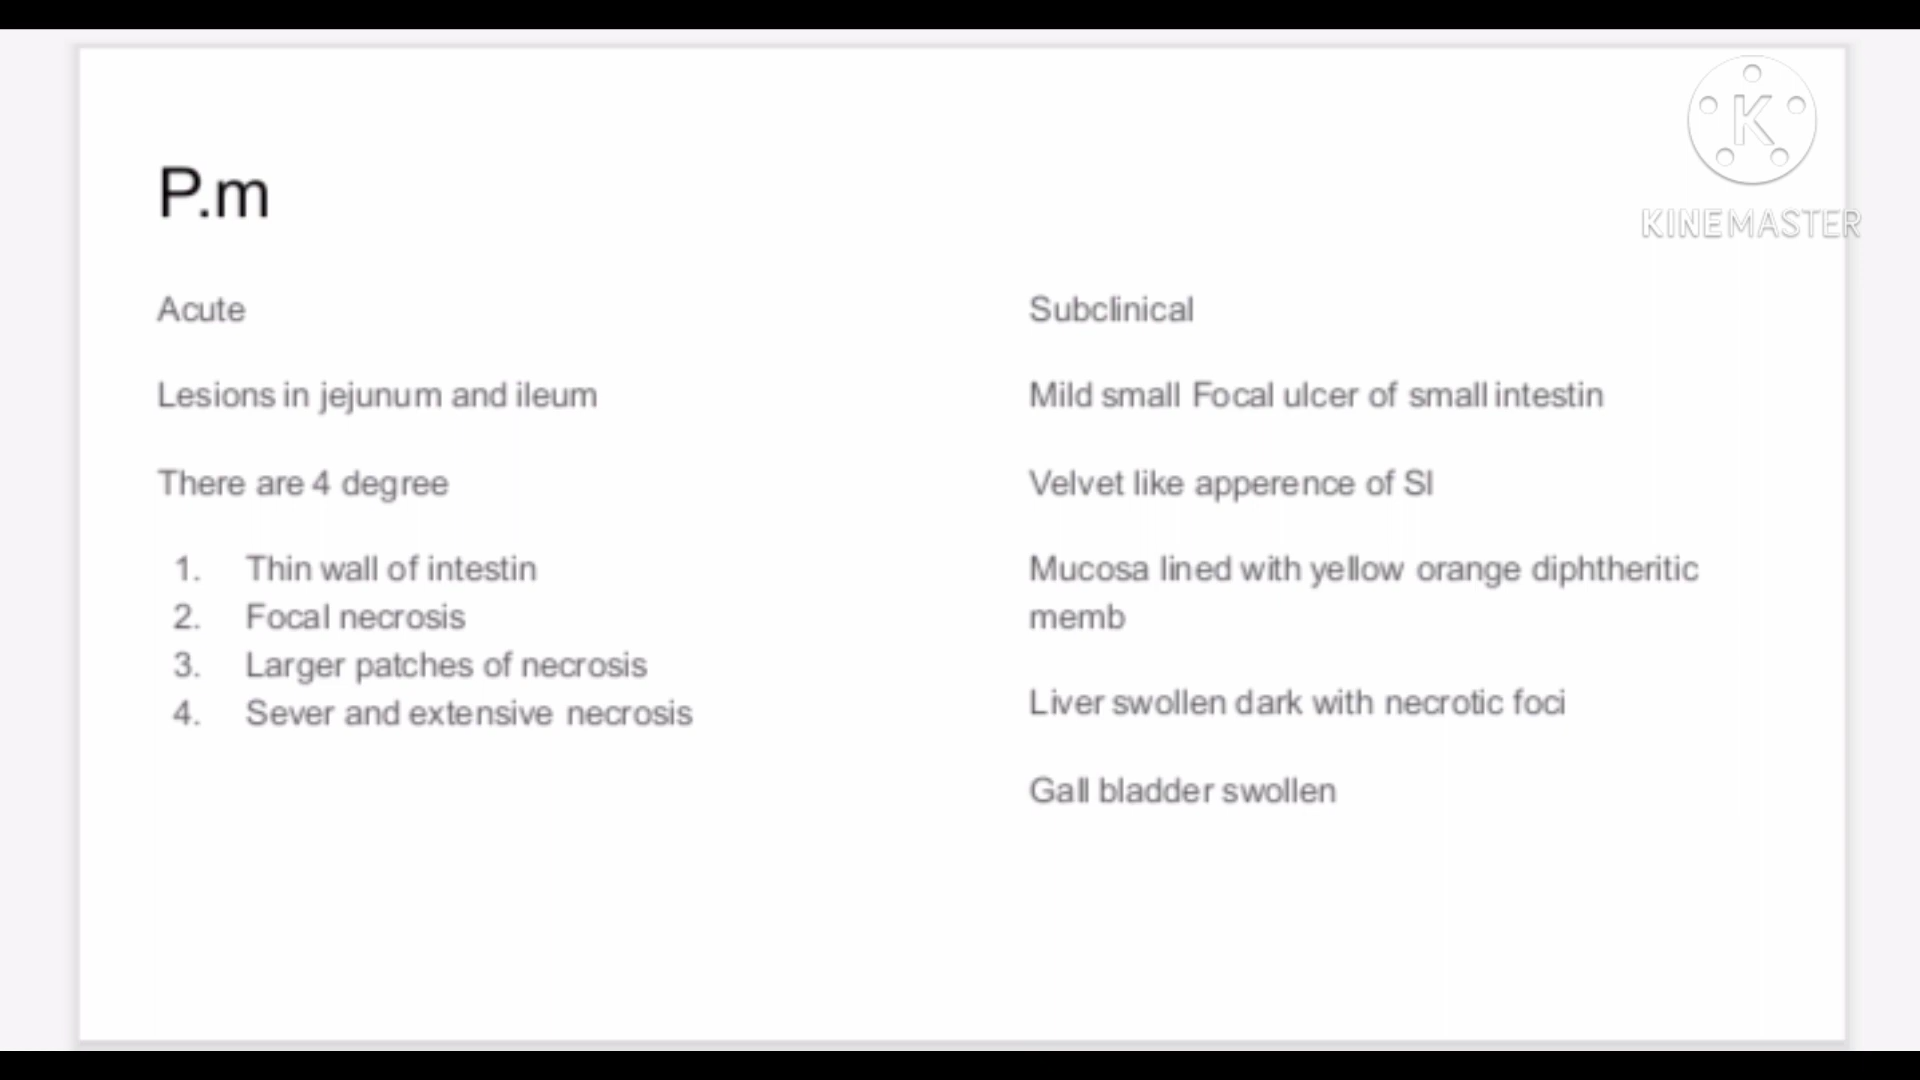 P.m
K
KINEMASTER
Acute
Lesions in jejunum and ileum
There are 4 degree
1. Thin wall of intestin
2. Focal necrosis
3. Larger patches of necrosis
4. Sever and extensive necrosis
Subclinical
Mild small Focal ulcer of small intestin
Velvet like apperence of SI
Mucosa lined with yellow orange diphtheritic
memb
Liver swollen dark with necrotic foci
Gall bladder swollen